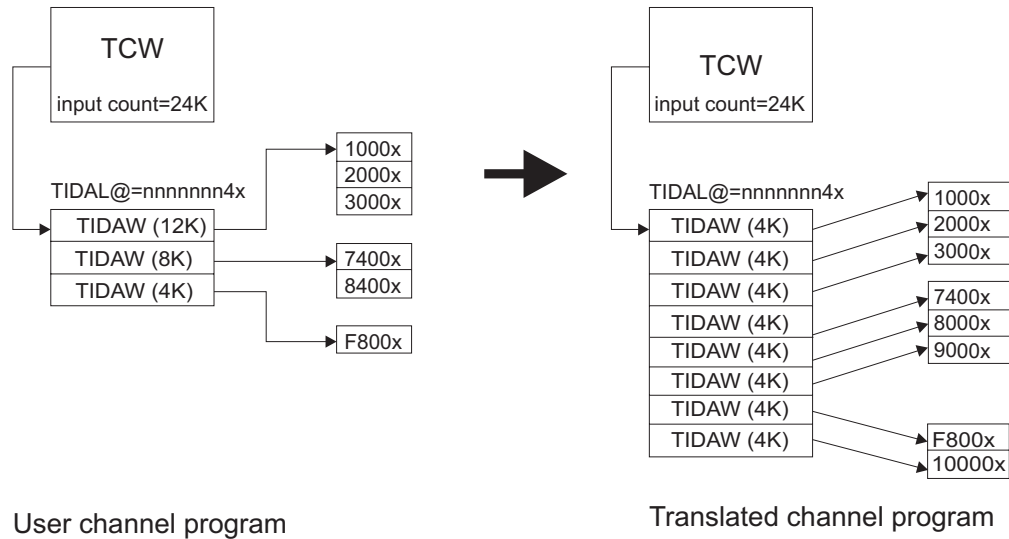 TCW
input count=24K
TIDAL@=nnnnnnn4x
TIDAW (12K)
TIDAW (8K)
TIDAW (4K)
1000x
2000x
3000x
7400x
8400x
F800x
User channel program
TCW
input count=24K
TIDAL@=nnnnnnn4x
TIDAW (4K)
TIDAW (4K)
TIDAW (4K)
TIDAW (4K)
TIDAW (4K)
TIDAW (4K)
TIDAW (4K)
TIDAW (4K)
1000x
2000x
3000x
7400x
8000x
9000x
F800x
10000x
Translated channel program